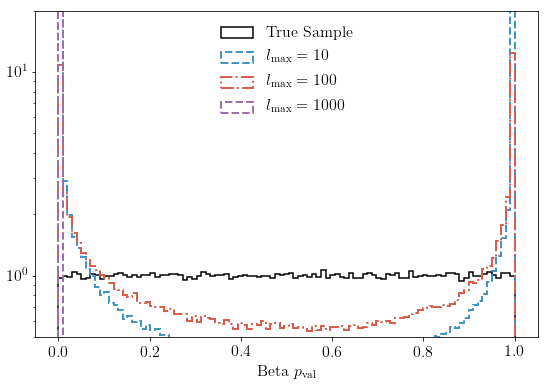 True Sample
l_max = 10
10^1
l_max = 100
l_max = 1000
10^0
0.0 0.2 0.4 0.6 0.8 1.0
Beta p_val